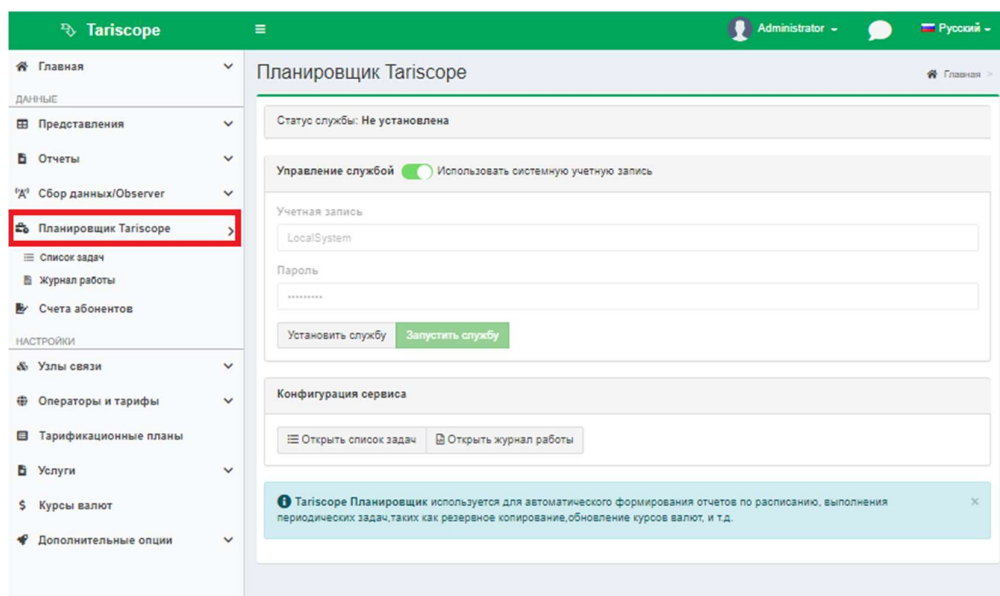 Tariscope
Administrator
Русский
Главная
ДАННЫЕ
Представления
Отчеты
Сбор данных/Observer
Планировщик Tariscope
Список задач
Журнал работы
Счета абонентов
НАСТРОЙКИ
Узлы связи
Операторы и тарифы
Тарификационные планы
Услуги
$ Курсы валют
Дополнительные опции
Планировщик Tariscope
Главная >
Статус службы: Не установлена
Управление службой Использовать системную учетную запись
Учетная запись
LocalSystem
Пароль
•••••••••
Установить службу Запустить службу
Конфигурация сервиса
Открыть список задач Открыть журнал работы
Tariscope Планировщик используется для автоматического формирования отчетов по расписанию, выполнения ×
периодических задач,таких как резервное копирование,обновление курсов валют, и т.д.